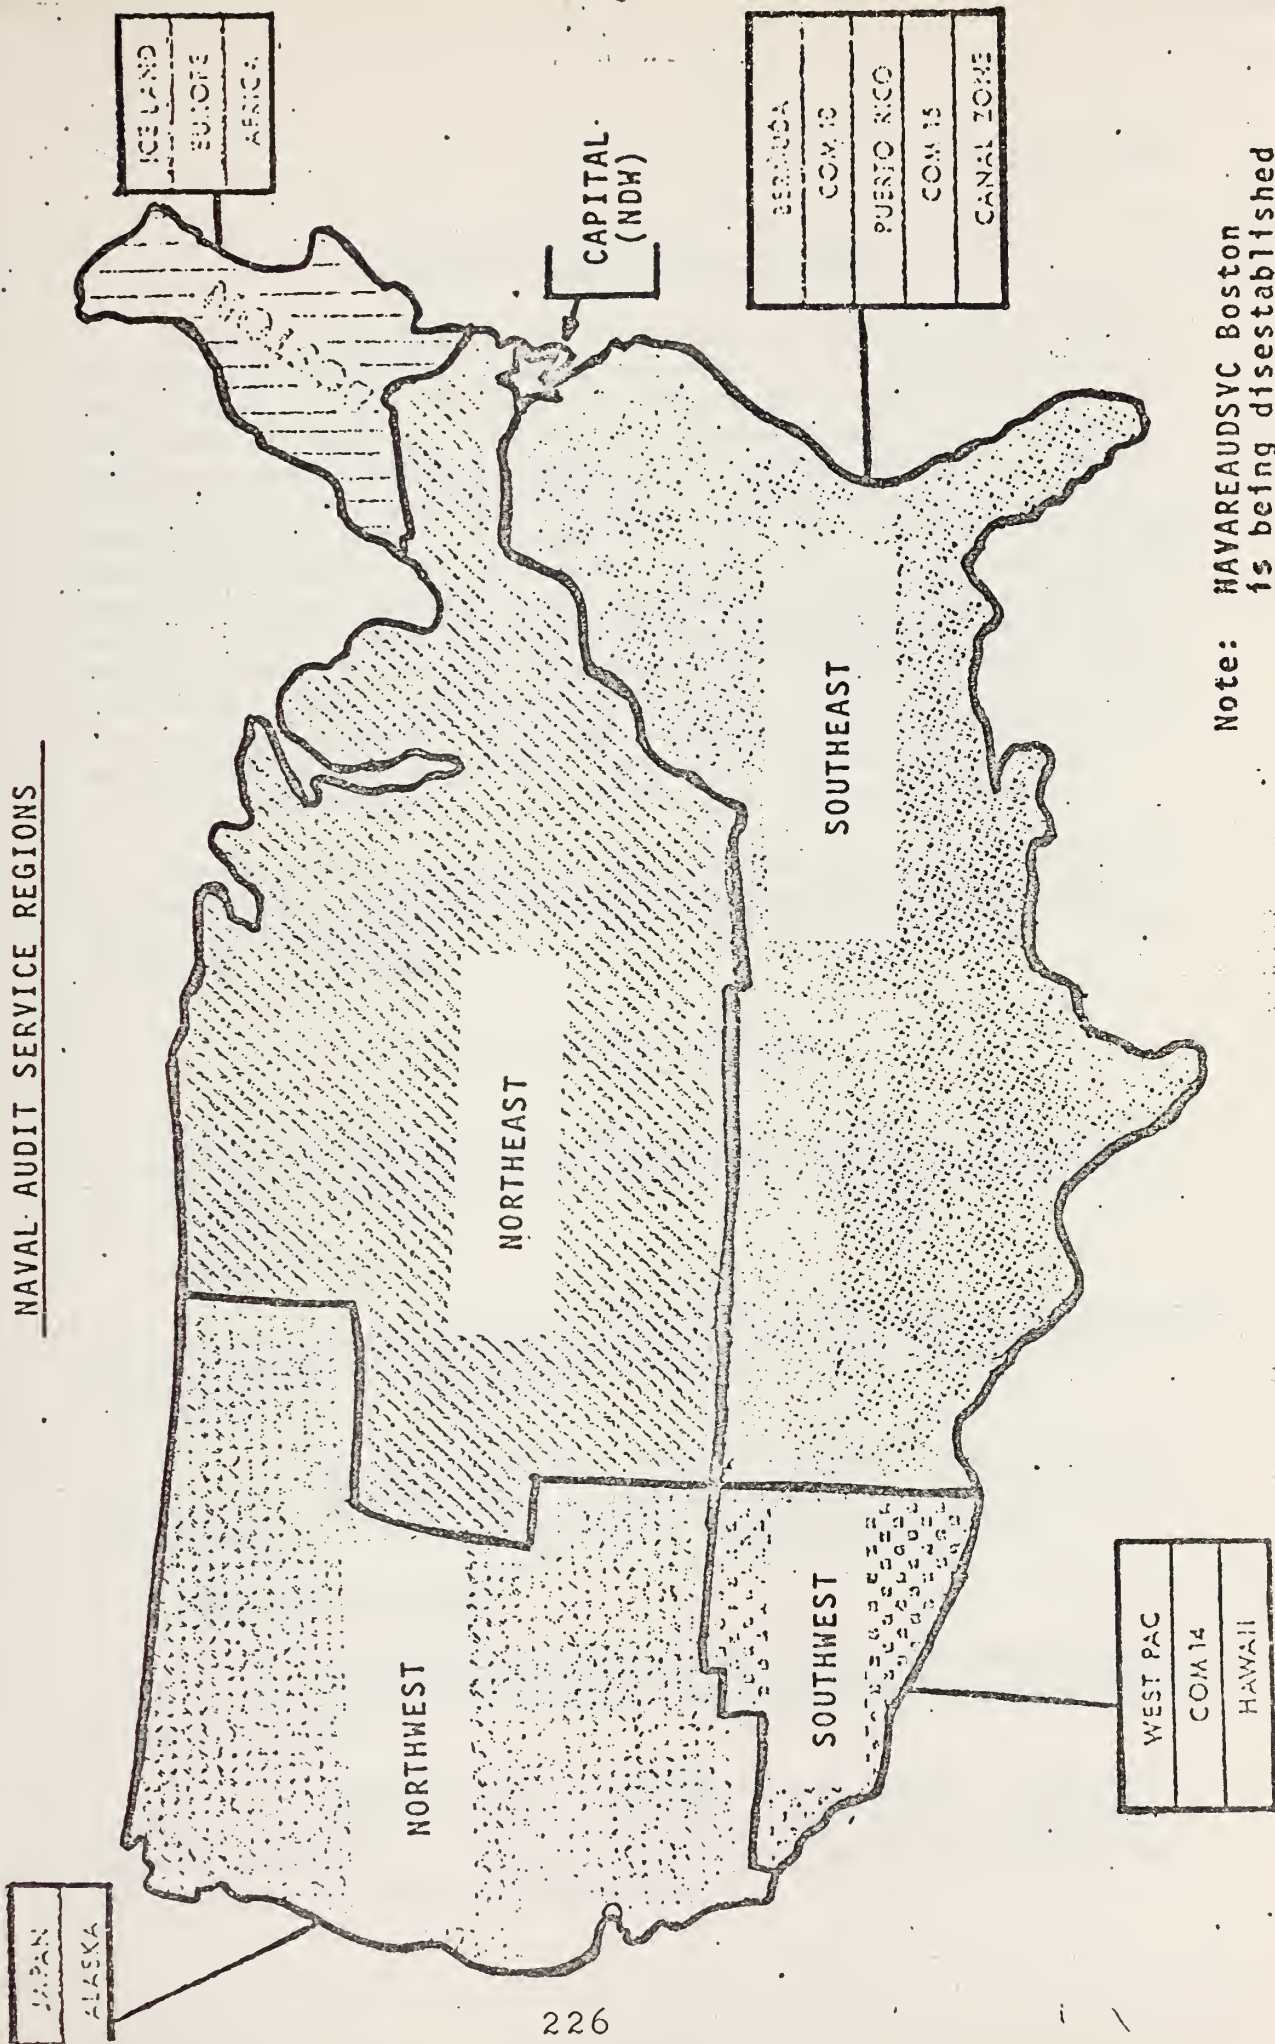 NAVAL AUDIT SERVICE REGIONS
JAPAN
ALASKA
ICELAND
EUROPE
AFRICA
CAPITAL
(NDW)
NORTHWEST
NORTHEAST
SOUTHWEST
SOUTHEAST
BERMUDA
COM 10
PUERTO RICO
COM 15
CANAL ZONE
WEST PAC
COM 14
HAWAII
Note: NAVAREAUDSVC Boston
is being disestablished
226